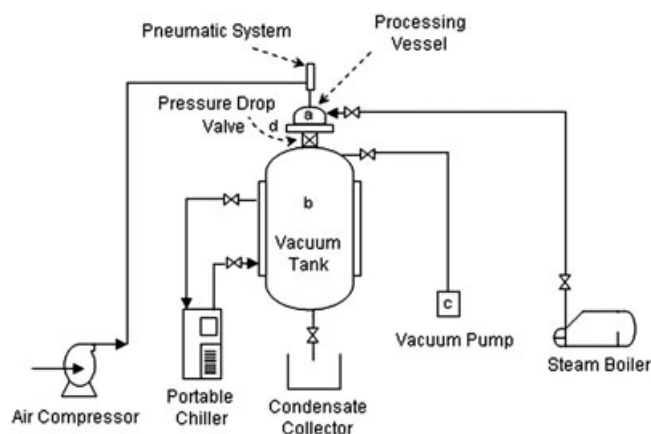 Pneumatic System
Processing
Vessel
Pressure Drop
Valve
d
a
b
Vacuum
Tank
c
Vacuum Pump
Steam Boiler
Air Compressor
Portable
Chiller
Condensate
Collector